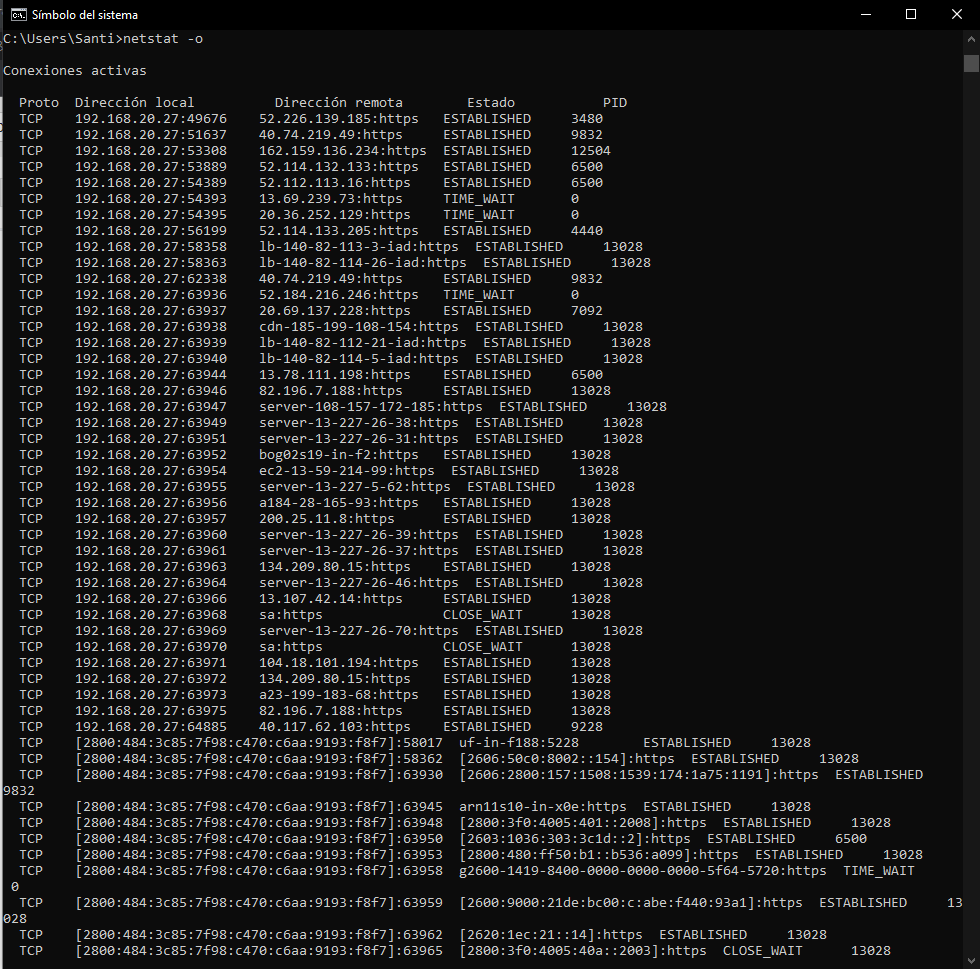 Símbolo del sistema
C:\Users\Santi>netstat -o
Conexiones activas
Proto  Dirección local          Dirección remota        Estado           PID
TCP    192.168.20.27:49676    52.226.139.185:https   ESTABLISHED     3480
TCP    192.168.20.27:51637    40.74.219.49:https     ESTABLISHED     9832
TCP    192.168.20.27:53308    162.159.136.234:https  ESTABLISHED     12504
TCP    192.168.20.27:53889    52.114.132.133:https   ESTABLISHED     6500
TCP    192.168.20.27:54389    52.112.113.16:https    ESTABLISHED     6500
TCP    192.168.20.27:54393    13.69.239.73:https     TIME_WAIT       0
TCP    192.168.20.27:54395    20.36.252.129:https    TIME_WAIT       0
TCP    192.168.20.27:56199    52.114.133.205:https   ESTABLISHED     4440
TCP    192.168.20.27:58358    lb-140-82-113-3-iad:https  ESTABLISHED     13028
TCP    192.168.20.27:58363    lb-140-82-114-26-iad:https  ESTABLISHED     13028
TCP    192.168.20.27:62338    40.74.219.49:https     ESTABLISHED     9832
TCP    192.168.20.27:63936    52.184.216.246:https   TIME_WAIT       0
TCP    192.168.20.27:63937    20.69.137.228:https    ESTABLISHED     7092
TCP    192.168.20.27:63938    cdn-185-199-108-154:https  ESTABLISHED     13028
TCP    192.168.20.27:63939    lb-140-82-112-21-iad:https  ESTABLISHED     13028
TCP    192.168.20.27:63940    lb-140-82-114-5-iad:https  ESTABLISHED     13028
TCP    192.168.20.27:63944    13.78.111.198:https    ESTABLISHED     6500
TCP    192.168.20.27:63946    82.196.7.188:https     ESTABLISHED     13028
TCP    192.168.20.27:63947    server-108-157-172-185:https  ESTABLISHED     13028
TCP    192.168.20.27:63949    server-13-227-26-38:https  ESTABLISHED     13028
TCP    192.168.20.27:63951    server-13-227-26-31:https  ESTABLISHED     13028
TCP    192.168.20.27:63952    bog02s19-in-f2:https   ESTABLISHED     13028
TCP    192.168.20.27:63954    ec2-13-59-214-99:https  ESTABLISHED     13028
TCP    192.168.20.27:63955    server-13-227-5-62:https  ESTABLISHED     13028
TCP    192.168.20.27:63956    a184-28-165-93:https   ESTABLISHED     13028
TCP    192.168.20.27:63957    200.25.11.8:https      ESTABLISHED     13028
TCP    192.168.20.27:63960    server-13-227-26-39:https  ESTABLISHED     13028
TCP    192.168.20.27:63961    server-13-227-26-37:https  ESTABLISHED     13028
TCP    192.168.20.27:63963    134.209.80.15:https    ESTABLISHED     13028
TCP    192.168.20.27:63964    server-13-227-26-46:https  ESTABLISHED     13028
TCP    192.168.20.27:63966    13.107.42.14:https     ESTABLISHED     13028
TCP    192.168.20.27:63968    sa:https               CLOSE_WAIT      13028
TCP    192.168.20.27:63969    server-13-227-26-70:https  ESTABLISHED     13028
TCP    192.168.20.27:63970    sa:https               CLOSE_WAIT      13028
TCP    192.168.20.27:63971    104.18.101.194:https   ESTABLISHED     13028
TCP    192.168.20.27:63972    134.209.80.15:https    ESTABLISHED     13028
TCP    192.168.20.27:63973    a23-199-183-68:https   ESTABLISHED     13028
TCP    192.168.20.27:63975    82.196.7.188:https     ESTABLISHED     13028
TCP    192.168.20.27:64885    40.117.62.103:https    ESTABLISHED     9228
TCP    [2800:484:3c85:7f98:c470:c6aa:9193:f8f7]:58017  uf-in-f188:5228        ESTABLISHED     13028
TCP    [2800:484:3c85:7f98:c470:c6aa:9193:f8f7]:58362  [2606:50c0:8002::154]:https  ESTABLISHED     13028
TCP    [2800:484:3c85:7f98:c470:c6aa:9193:f8f7]:63930  [2606:2800:157:1508:1539:174:1a75:1191]:https  ESTABLISHED
9832
TCP    [2800:484:3c85:7f98:c470:c6aa:9193:f8f7]:63945  arn11s10-in-x0e:https  ESTABLISHED     13028
TCP    [2800:484:3c85:7f98:c470:c6aa:9193:f8f7]:63948  [2800:3f0:4005:401::2008]:https  ESTABLISHED     13028
TCP    [2800:484:3c85:7f98:c470:c6aa:9193:f8f7]:63950  [2603:1036:303:3c1d::2]:https  ESTABLISHED     6500
TCP    [2800:484:3c85:7f98:c470:c6aa:9193:f8f7]:63953  [2800:480:ff50:b1::b536:a099]:https  ESTABLISHED     13028
TCP    [2800:484:3c85:7f98:c470:c6aa:9193:f8f7]:63958  g2600-1419-8400-0000-0000-0000-5f64-5720:https  TIME_WAIT
0
TCP    [2800:484:3c85:7f98:c470:c6aa:9193:f8f7]:63959  [2600:9000:21de:bc00:c:abe:f440:93a1]:https  ESTABLISHED     13
028
TCP    [2800:484:3c85:7f98:c470:c6aa:9193:f8f7]:63962  [2620:1ec:21::14]:https  ESTABLISHED     13028
TCP    [2800:484:3c85:7f98:c470:c6aa:9193:f8f7]:63965  [2800:3f0:4005:40a::2003]:https  CLOSE_WAIT      13028